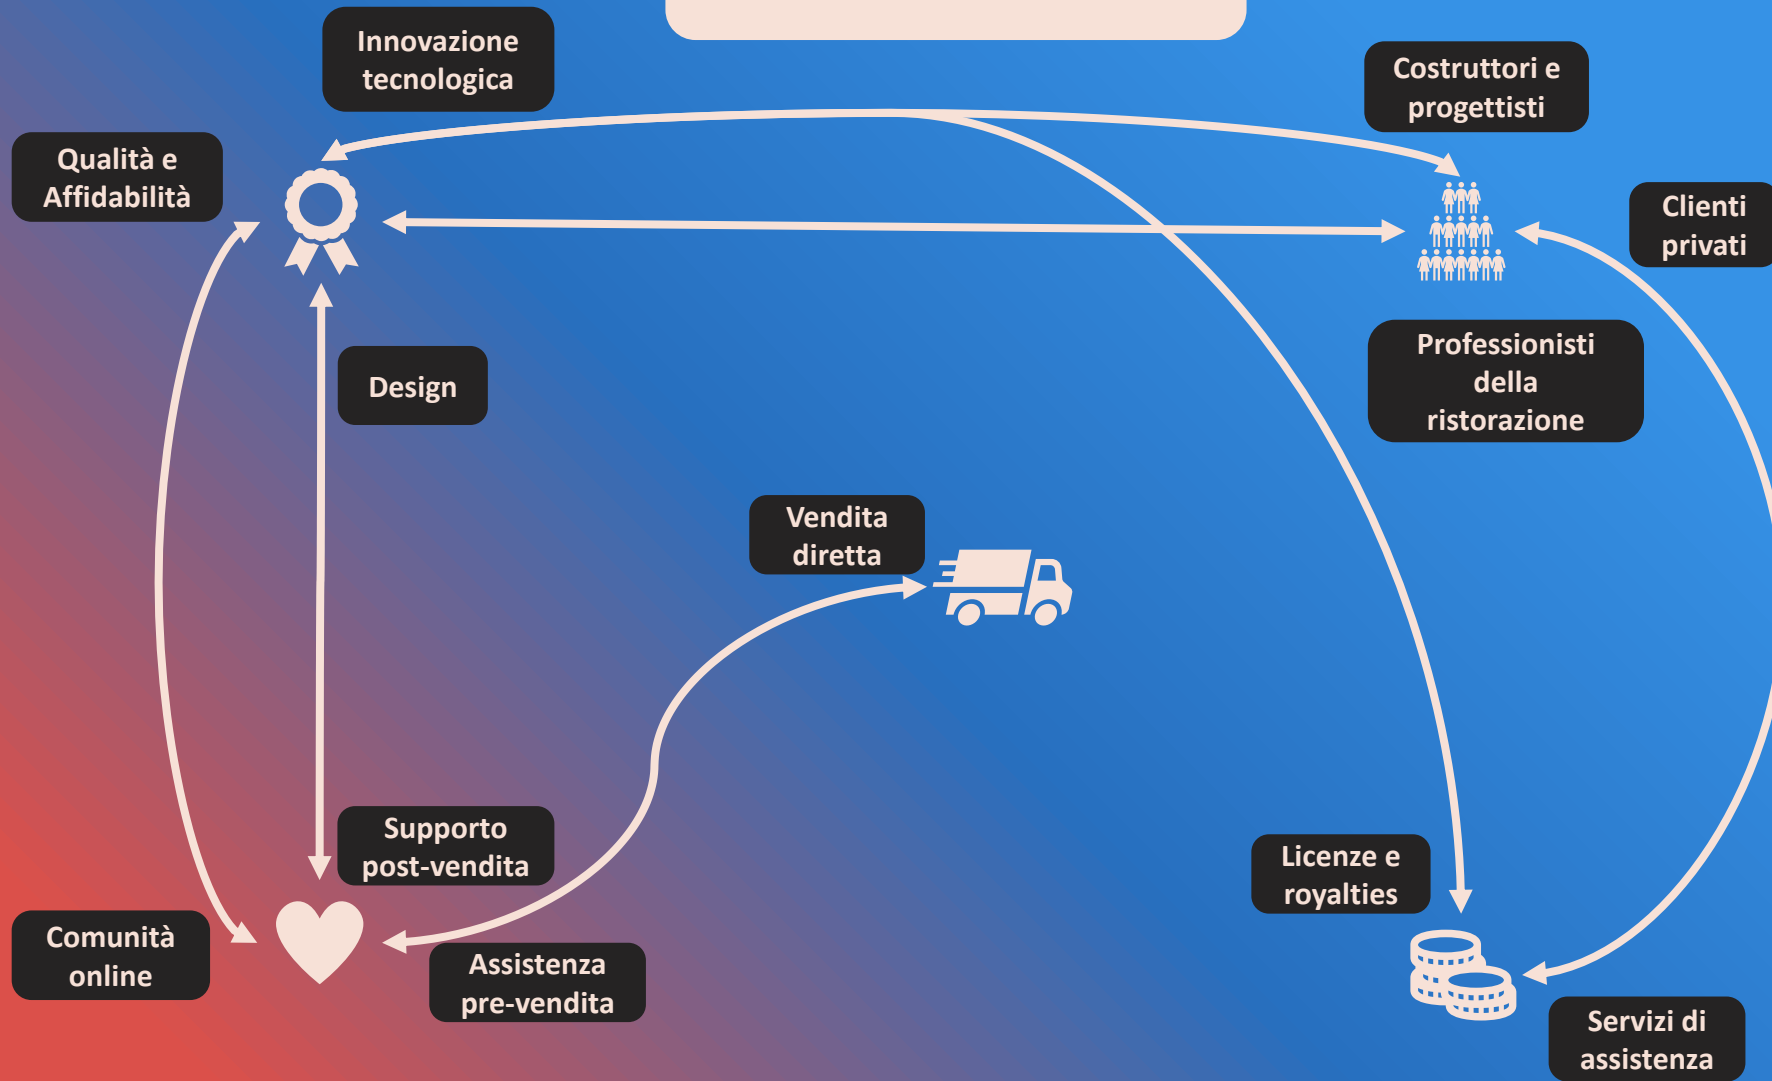 Innovazione
tecnologica
Costruttori e
progettisti
Qualità e
Affidabilità
Clienti
privati
Design
Professionisti
della
ristorazione
Vendita
diretta
Supporto
post-vendita
Licenze e
royalties
Comunità
online
Assistenza
pre-vendita
Servizi di
assistenza